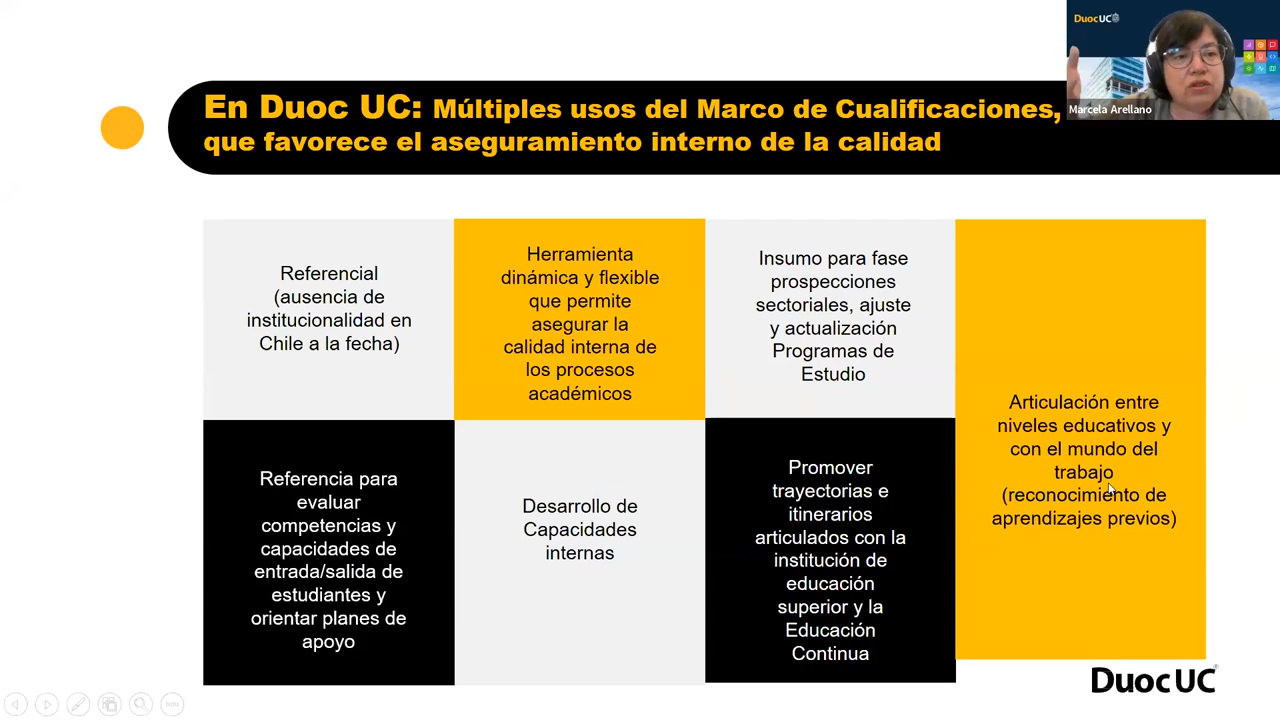 DuocUC
Marcela Arellano
En Duoc UC: Múltiples usos del Marco de Cualificaciones,
que favorece el aseguramiento interno de la calidad
Referencial
(ausencia de
institucionalidad en
Chile a la fecha)
Herramienta
dinámica y flexible
que permite
asegurar la
calidad interna de
los procesos
académicos
Insumo para fase
prospecciones
sectoriales, ajuste
y actualización
Programas de
Estudio
Articulación entre
niveles educativos y
con el mundo del
trabajo
(reconocimiento de
aprendizajes previos)
Referencia para
evaluar
competencias y
capacidades de
entrada/salida de
estudiantes y
orientar planes de
apoyo
Desarrollo de
Capacidades
internas
Promover
trayectorias e
itinerarios
articulados con la
institución de
educación
superior y la
Educación
Continua
Duoc UC